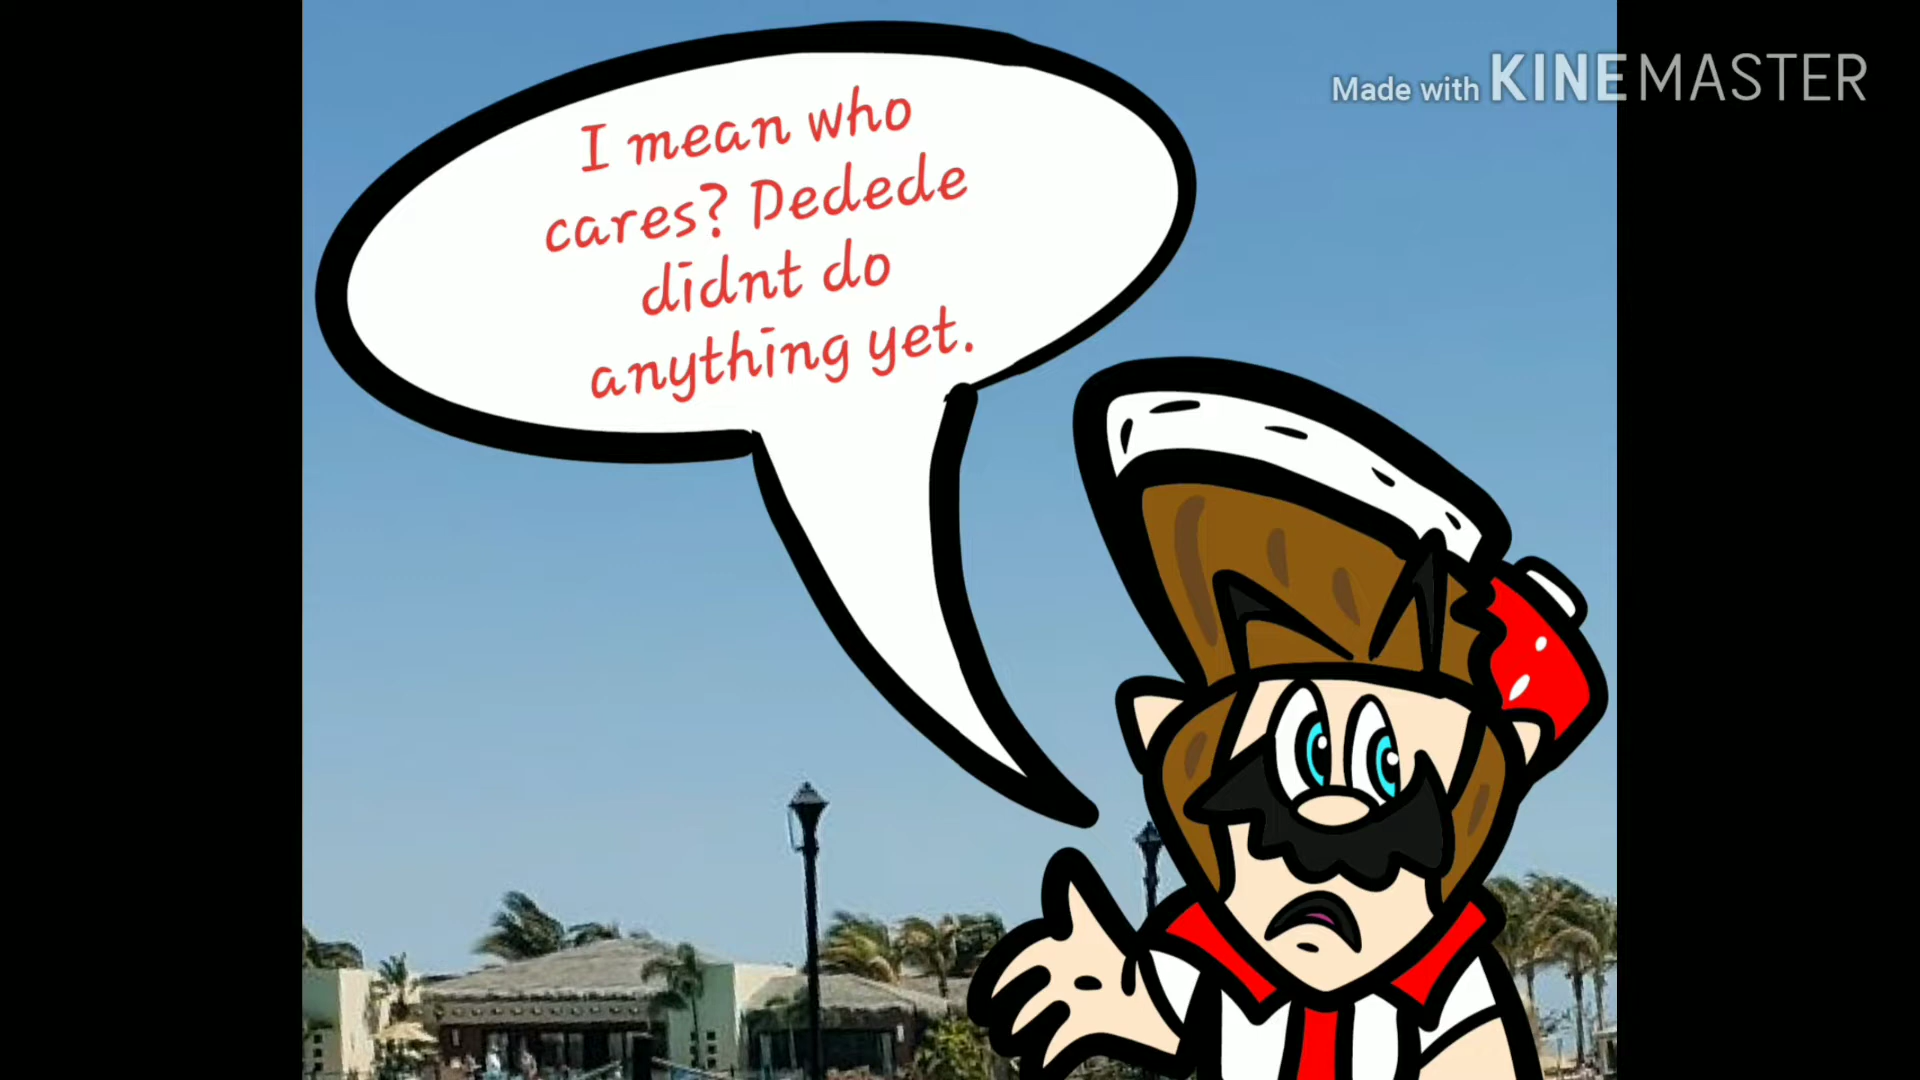 Made with KINEMASTER
I mean who
cares? Dedede
didnt do
anything yet.